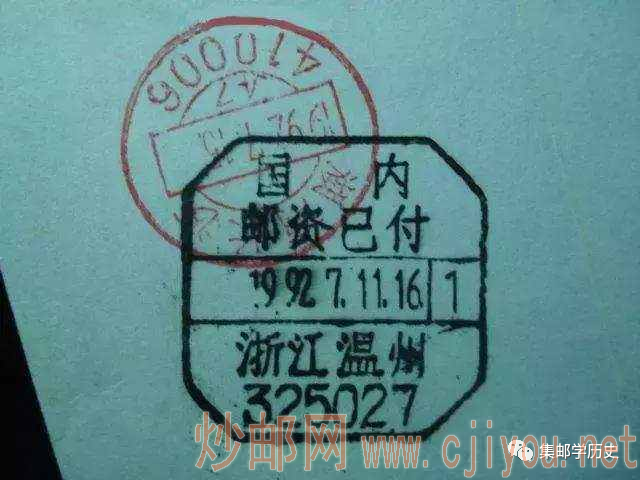 410006
国 内
邮资已付
1992 7.11.16 1
浙江温州
325027
炒邮网 www.cjiyou.net
集邮学历史